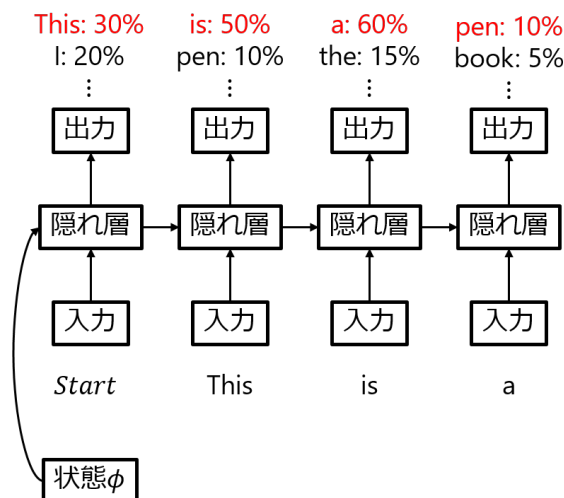 This: 30% is: 50% a: 60% pen: 10%
I: 20% pen: 10% the: 15% book: 5%
⋮ ⋮ ⋮ ⋮
出力 出力 出力 出力
隠れ層 隠れ層 隠れ層 隠れ層
入力 入力 入力 入力
Start This is a
状態ϕ